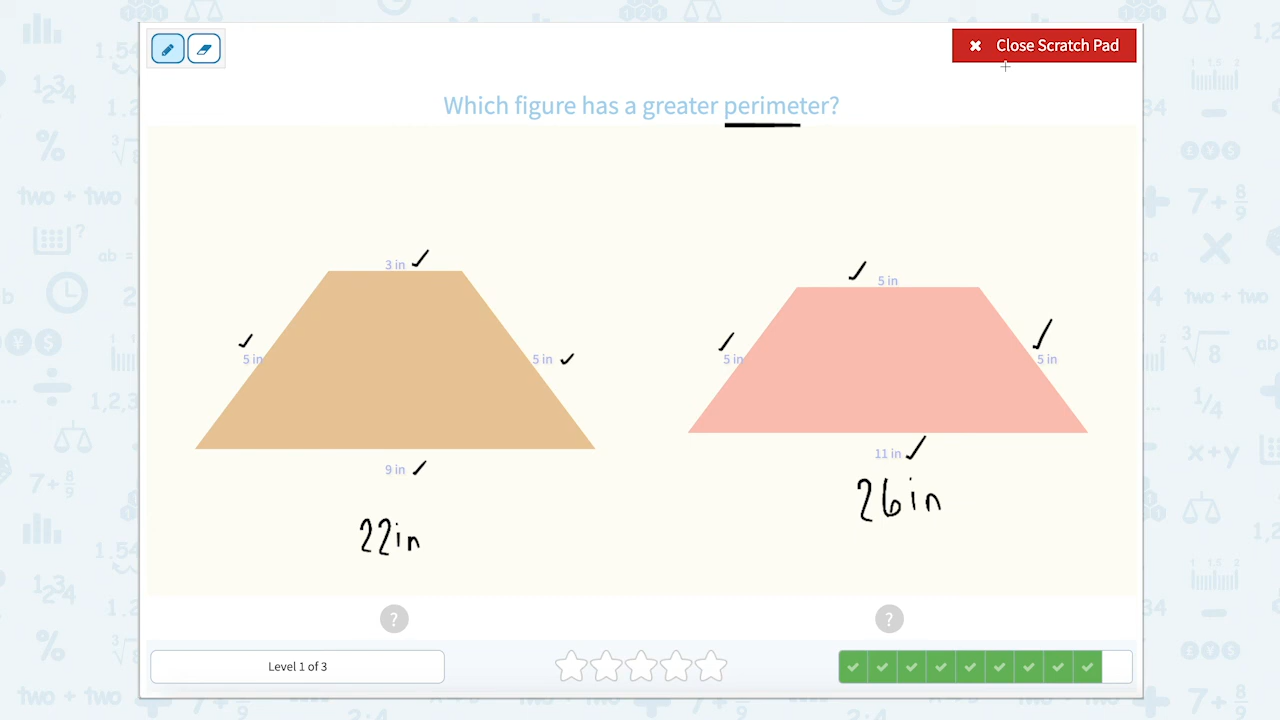 Close Scratch Pad
Which figure has a greater perimeter?
3 in
5 in
5 in
9 in
22in
5 in
5 in
5 in
11 in
26in
?
?
Level 1 of 3